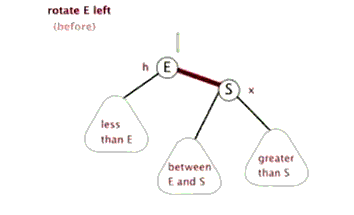 rotate E left
(before)
h E
S x
less
than E
between
E and S
greater
than S